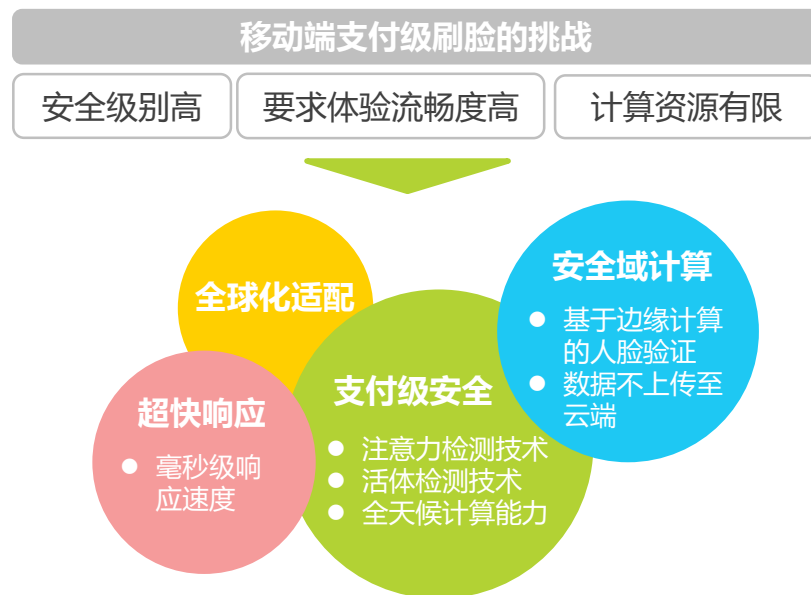 移动端支付级刷脸的挑战
安全级别高
要求体验流畅度高
计算资源有限
全球化适配
安全域计算
● 基于边缘计算
的人脸验证
● 数据不上传至
云端
超快响应
● 毫秒级响
应速度
支付级安全
● 注意力检测技术
● 活体检测技术
● 全天候计算能力